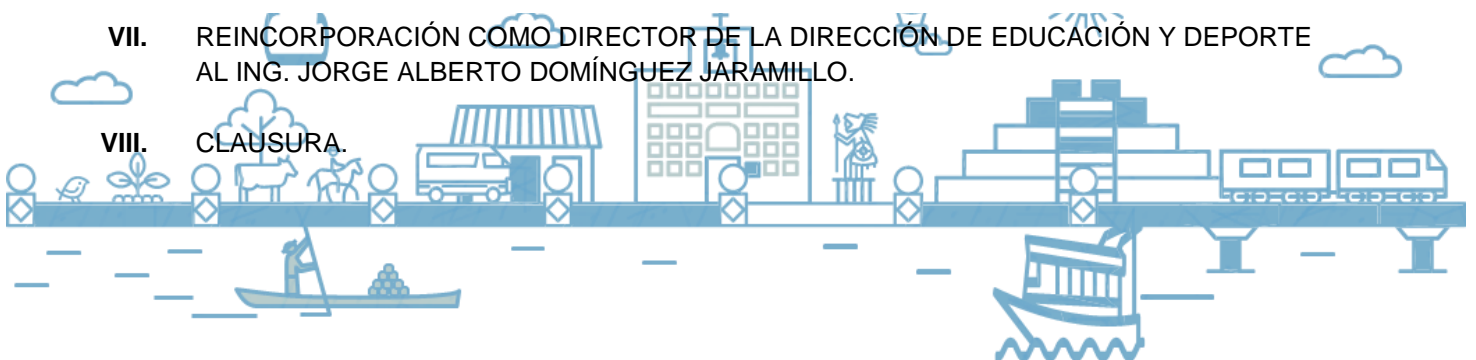 VII. REINCORPORACIÓN COMO DIRECTOR DE LA DIRECCIÓN DE EDUCACIÓN Y DEPORTE
AL ING. JORGE ALBERTO DOMÍNGUEZ JARAMILLO.
VIII. CLAUSURA.